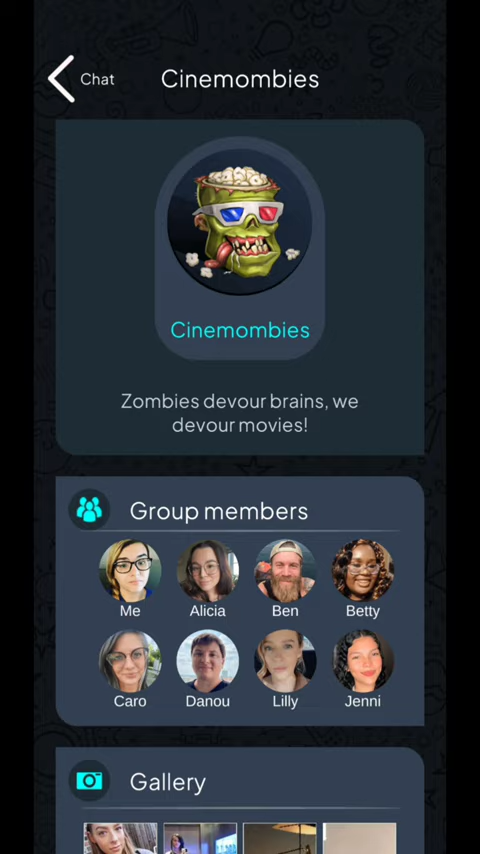 Chat
Cinemombies
Cinemombies
Zombies devour brains, we
devour movies!
Group members
Me
Alicia
Ben
Betty
Caro
Danou
Lilly
Jenni
Gallery